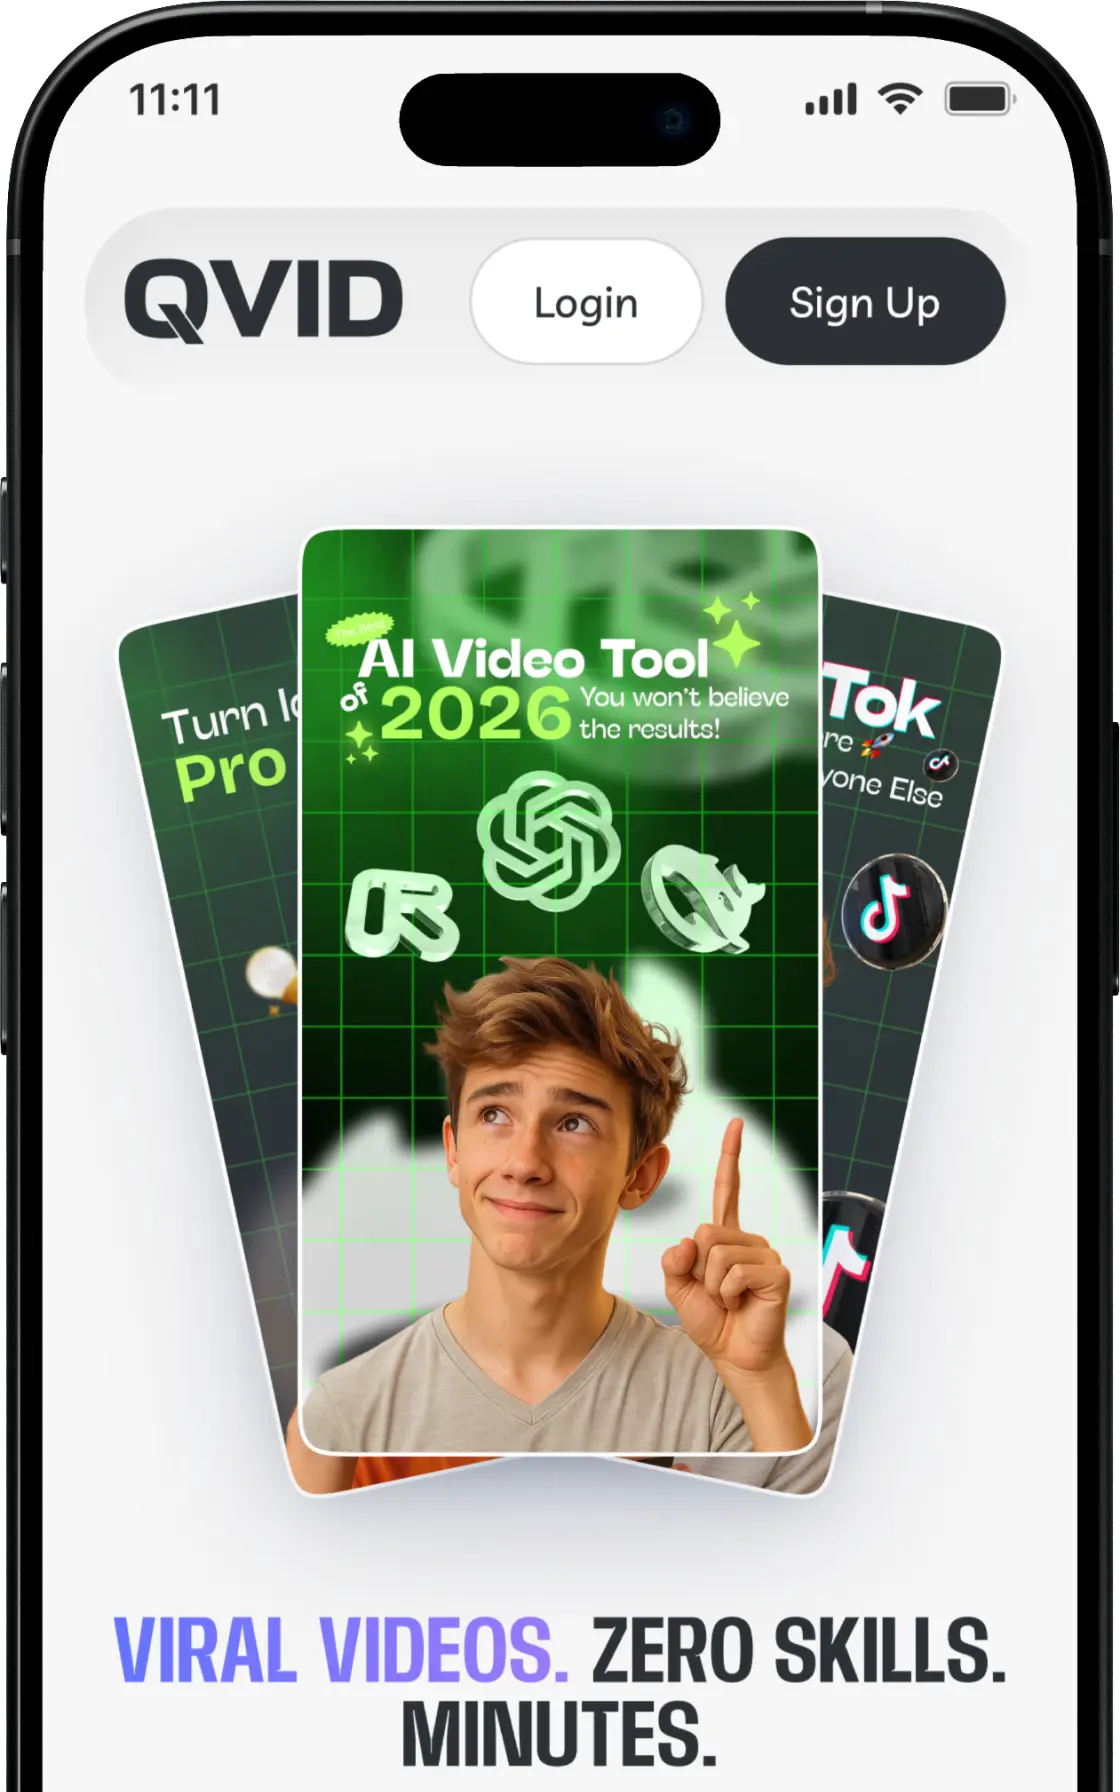 11:11
QVID
Login
Sign Up
The Best
AI Video Tool
of 2026 You won't believe
the results!
Turn
Pro
Tok
yone Else
VIRAL VIDEOS. ZERO SKILLS.
MINUTES.